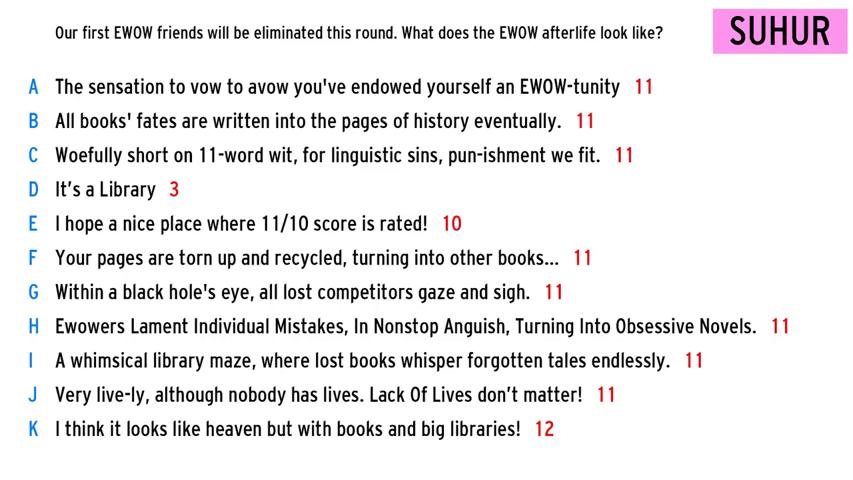 Our first EWOW friends will be eliminated this round. What does the EWOW afterlife look like?
SUHUR
A The sensation to vow to avow you've endowed yourself an EWOW-tunity 11
B All books' fates are written into the pages of history eventually. 11
C Woefully short on 11-word wit, for linguistic sins, pun-ishment we fit. 11
D It's a Library 3
E I hope a nice place where 11/10 score is rated! 10
F Your pages are torn up and recycled, turning into other books... 11
G Within a black hole's eye, all lost competitors gaze and sigh. 11
H Ewowers Lament Individual Mistakes, In Nonstop Anguish, Turning Into Obsessive Novels. 11
I A whimsical library maze, where lost books whisper forgotten tales endlessly. 11
J Very live-ly, although nobody has lives. Lack Of Lives don't matter! 11
K I think it looks like heaven but with books and big libraries! 12